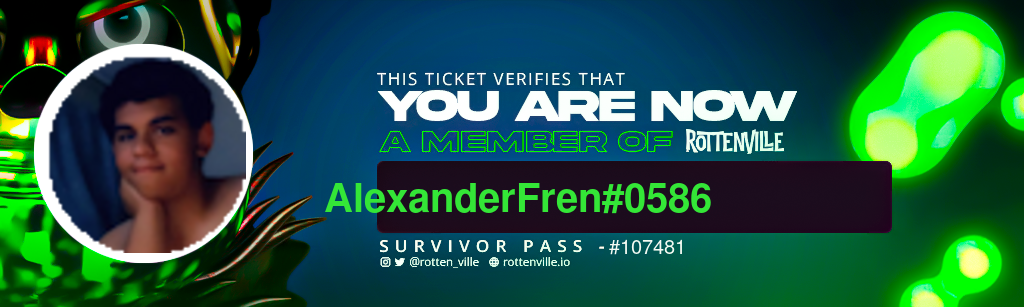 THIS TICKET VERIFIES THAT
YOU ARE NOW
A MEMBER OF ROTTENVILLE
AlexanderFren#0586
SURVIVOR PASS - #107481
@rotten_ville rottenville.io